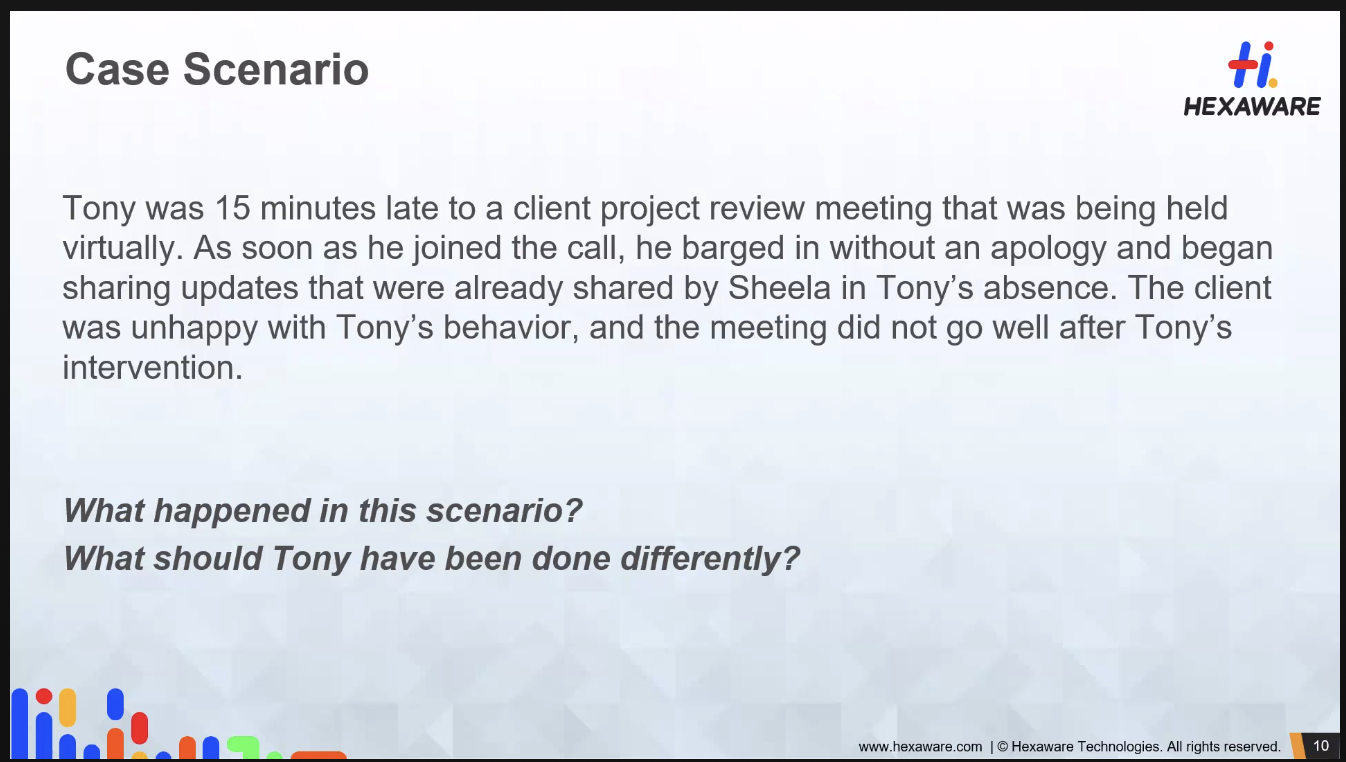 Case Scenario
HEXAWARE
Tony was 15 minutes late to a client project review meeting that was being held
virtually. As soon as he joined the call, he barged in without an apology and began
sharing updates that were already shared by Sheela in Tony’s absence. The client
was unhappy with Tony’s behavior, and the meeting did not go well after Tony’s
intervention.
What happened in this scenario?
What should Tony have been done differently?
www.hexaware.com | © Hexaware Technologies. All rights reserved. 10